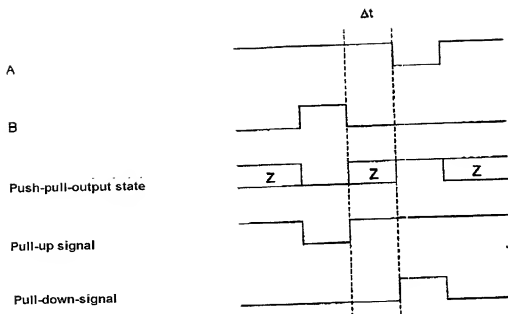 Δt
A
B
Z Z Z
Push-pull-output state
Pull-up signal
Pull-down-signal